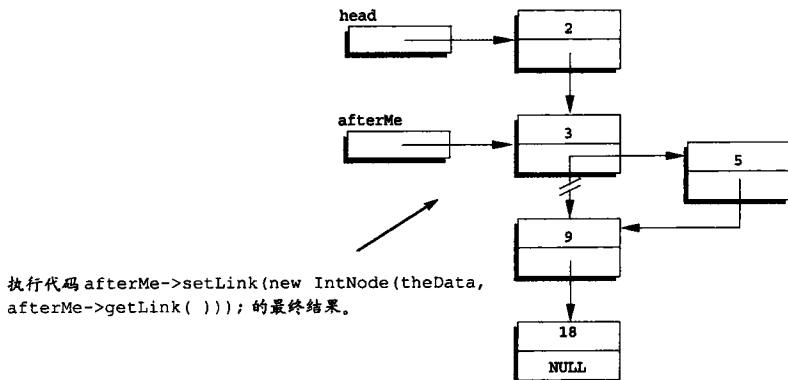 head
2
afterMe
3
5
9
执行代码 afterMe->setLink(new IntNode(theData,
afterMe->getLink( )));的最终结果。
18
NULL